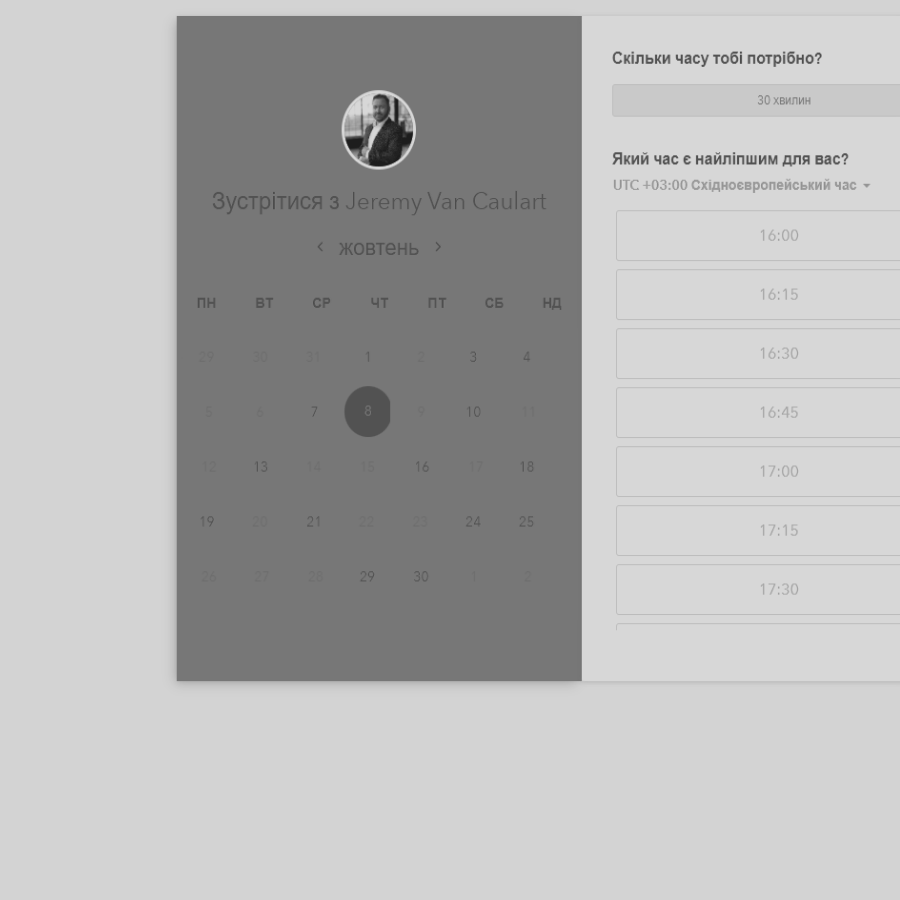 Зустрітися з Jeremy Van Caulart
‹ жовтень ›
ПН ВТ СР ЧТ ПТ СБ НД
29 30 31 1 2 3 4
5 6 7 8 9 10 11
12 13 14 15 16 17 18
19 20 21 22 23 24 25
26 27 28 29 30 1 2
Скільки часу тобі потрібно?
30 хвилин
Який час є найліпшим для вас?
UTC +03:00 Східноєвропейський час
16:00
16:15
16:30
16:45
17:00
17:15
17:30